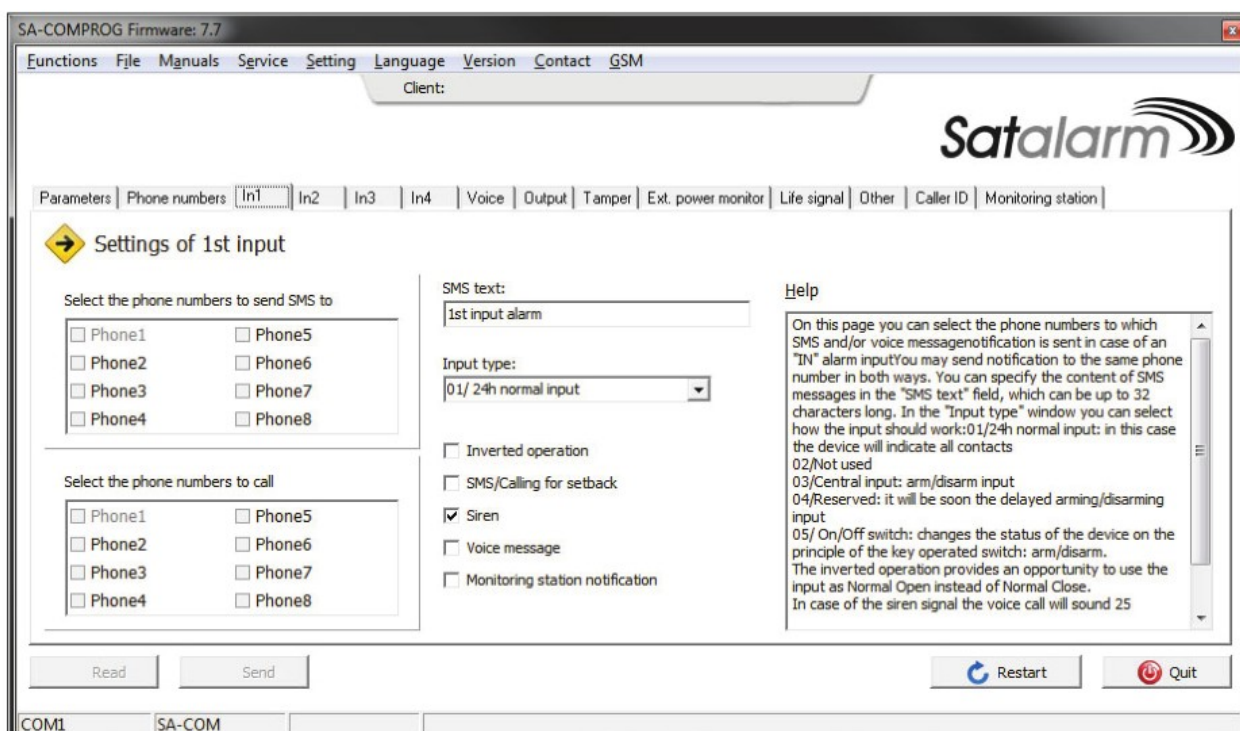 SA-COMPROG Firmware: 7.7
Functions File Manuals Service Setting Language Version Contact GSM
Client:
Satalarm
Parameters Phone numbers In1 In2 In3 In4 Voice Output Tamper Ext. power monitor Life signal Other Caller ID Monitoring station
Settings of 1st input
Select the phone numbers to send SMS to
Phone1 Phone5
Phone2 Phone6
Phone3 Phone7
Phone4 Phone8
Select the phone numbers to call
Phone1 Phone5
Phone2 Phone6
Phone3 Phone7
Phone4 Phone8
SMS text:
1st input alarm
Input type:
01/ 24h normal input
Inverted operation
SMS/Calling for setback
Siren
Voice message
Monitoring station notification
Help
On this page you can select the phone numbers to which
SMS and/or voice messagenotification is sent in case of an
"IN" alarm inputYou may send notification to the same phone
number in both ways. You can specify the content of SMS
messages in the "SMS text" field, which can be up to 32
characters long. In the "Input type" window you can select
how the input should work:01/24h normal input: in this case
the device will indicate all contacts
02/Not used
03/Central input: arm/disarm input
04/Reserved: it will be soon the delayed arming/disarming
input
05/ On/Off switch: changes the status of the device on the
principle of the key operated switch: arm/disarm.
The inverted operation provides an opportunity to use the
input as Normal Open instead of Normal Close.
In case of the siren signal the voice call will sound 25
Read Send Restart Quit
COM1 SA-COM